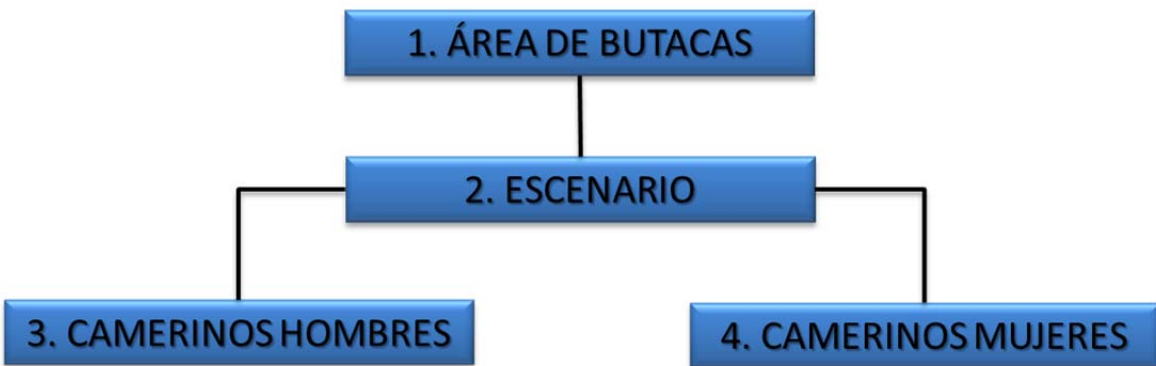 1. ÁREA DE BUTACAS
2. ESCENARIO
3. CAMERINOS HOMBRES
4. CAMERINOS MUJERES